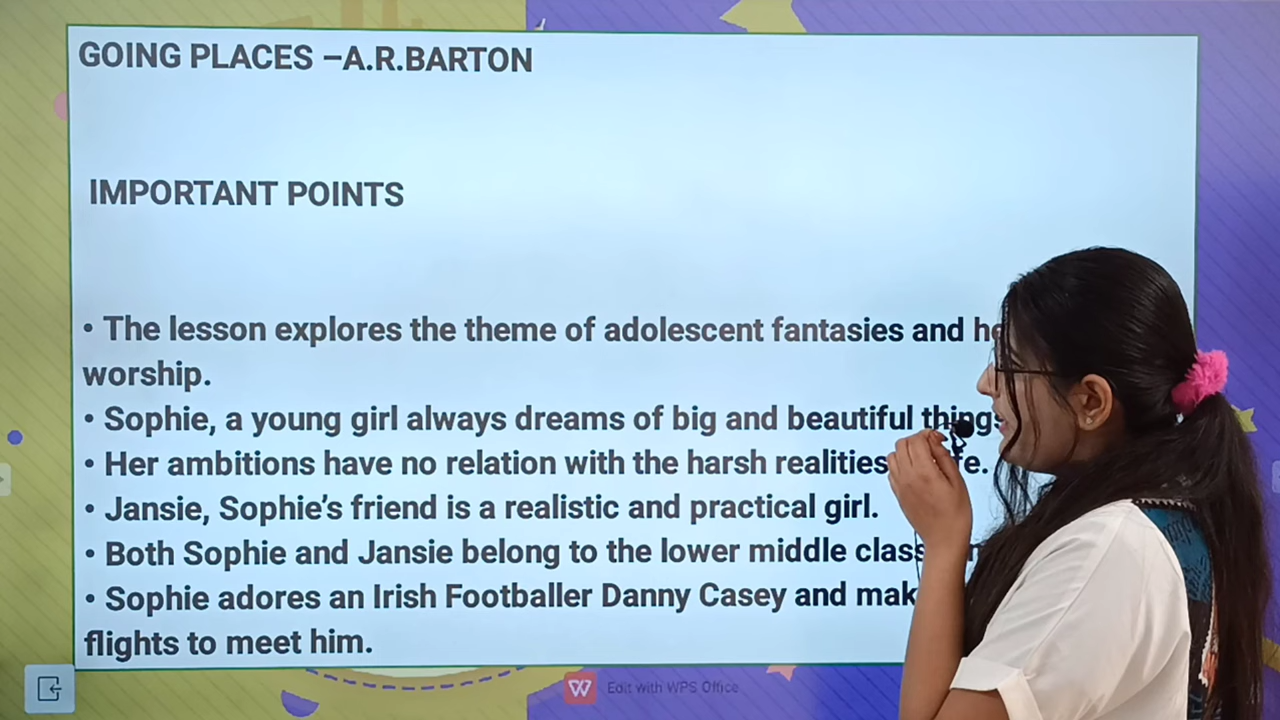 GOING PLACES –A.R.BARTON
IMPORTANT POINTS
• The lesson explores the theme of adolescent fantasies and
worship.
• Sophie, a young girl always dreams of big and beautiful things
• Her ambitions have no relation with the harsh realities
• Jansie, Sophie's friend is a realistic and practical girl.
• Both Sophie and Jansie belong to the lower middle class
• Sophie adores an Irish Footballer Danny Casey and
flights to meet him.
Edit with WPS Office